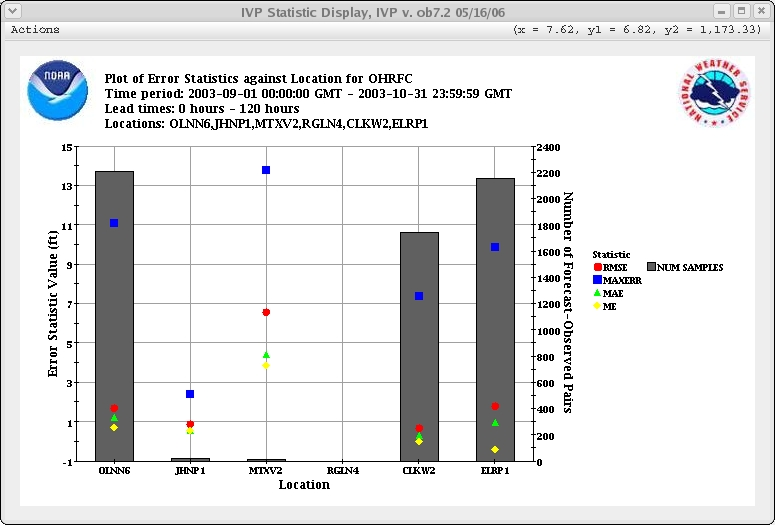 IVP Statistic Display, IVP v. ob7.2 05/16/06
Actions (x = 7.62, y1 = 6.82, y2 = 1,173.33)
NOAA
Plot of Error Statistics against Location for OHRFC
Time period: 2003-09-01 00:00:00 GMT - 2003-10-31 23:59:59 GMT
Lead times: 0 hours - 120 hours
Locations: OLNN6,JHNP1,MTXV2,RGLN4,CLKW2,ELRP1
NATIONAL WEATHER SERVICE
Error Statistic Value (ft)
15
13
11
9
7
5
3
1
-1
2400
2200
2000
1800
1600
1400
1200
1000
800
600
400
200
0
Number of Forecast-Observed Pairs
OLNN6 JHNP1 MTXV2 RGLN4 CLKW2 ELRP1
Location
Statistic
RMSE NUM SAMPLES
MAXERR
MAE
ME